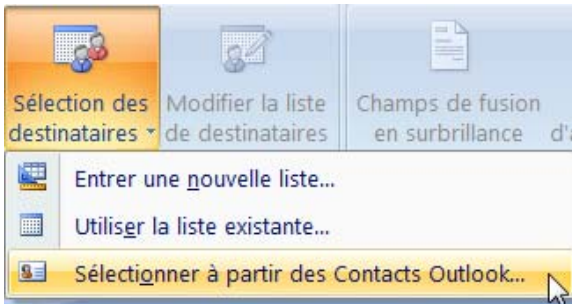 Sélection des
destinataires
Modifier la liste
de destinataires
Champs de fusion
en surbrillance
Entrer une nouvelle liste...
Utiliser la liste existante...
Sélectionner à partir des Contacts Outlook...